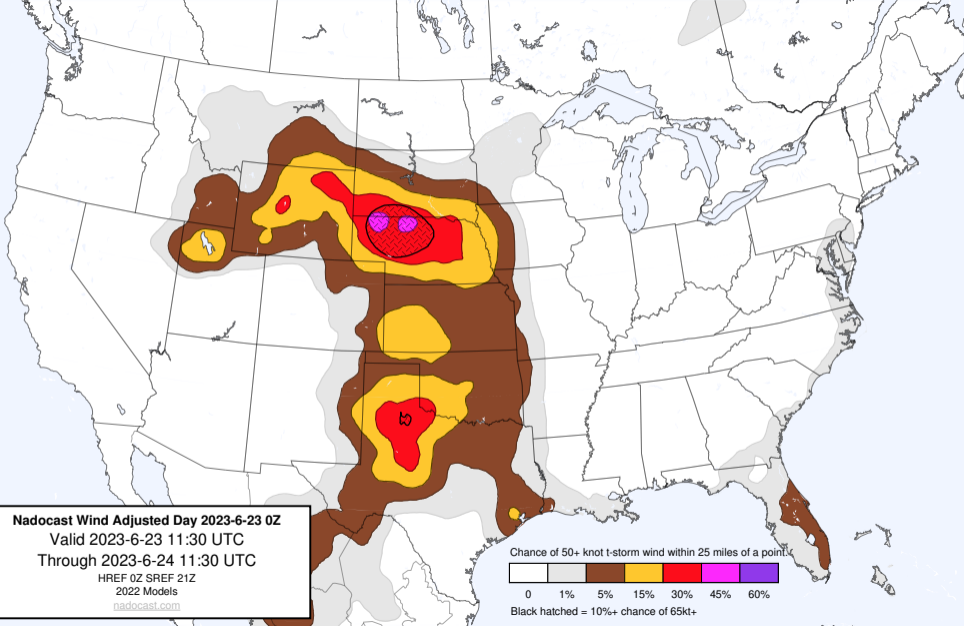 Nadocast Wind Adjusted Day 2023-6-23 0Z
Valid 2023-6-23 11:30 UTC
Through 2023-6-24 11:30 UTC
HREF 0Z SREF 21Z
2022 Models
nadocast.com
Chance of 50+ knot t-storm wind within 25 miles of a point.
0 1% 5% 15% 30% 45% 60%
Black hatched = 10%+ chance of 65kt+